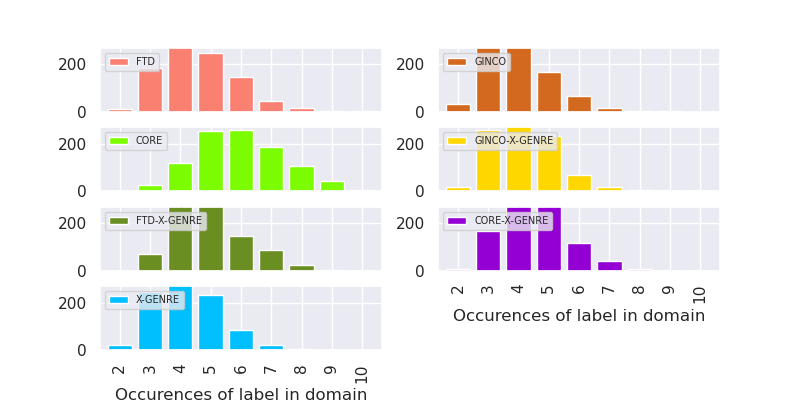 200
0
FTD
200
0
GINCO
200
0
CORE
200
0
GINCO-X-GENRE
200
0
FTD-X-GENRE
200
0
CORE-X-GENRE
2 3 4 5 6 7 8 9 10
Occurences of label in domain
200
0
X-GENRE
2 3 4 5 6 7 8 9 10
Occurences of label in domain